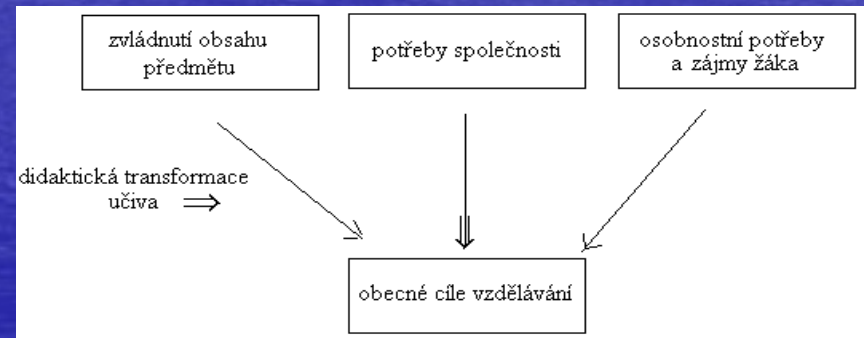 zvládnutí obsahu
předmětu
potřeby společnosti
osobnostní potřeby
a zájmy žáka
didaktická transformace
učiva ⇒
obecné cíle vzdělávání